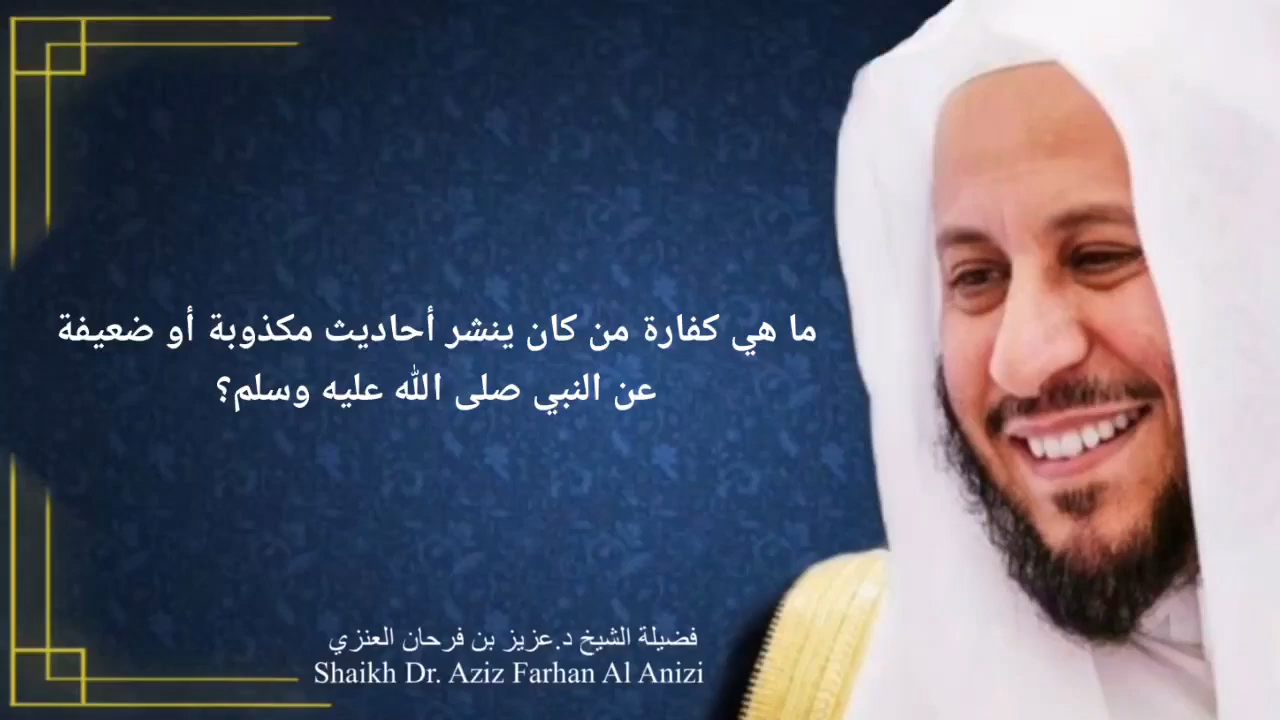 ما هي كفارة من كان ينشر أحاديث مكذوبة أو ضعيفة
عن النبي صلى الله عليه وسلم؟
فضيلة الشيخ د.عزيز بن فرحان العنزي
Shaikh Dr. Aziz Farhan Al Anizi